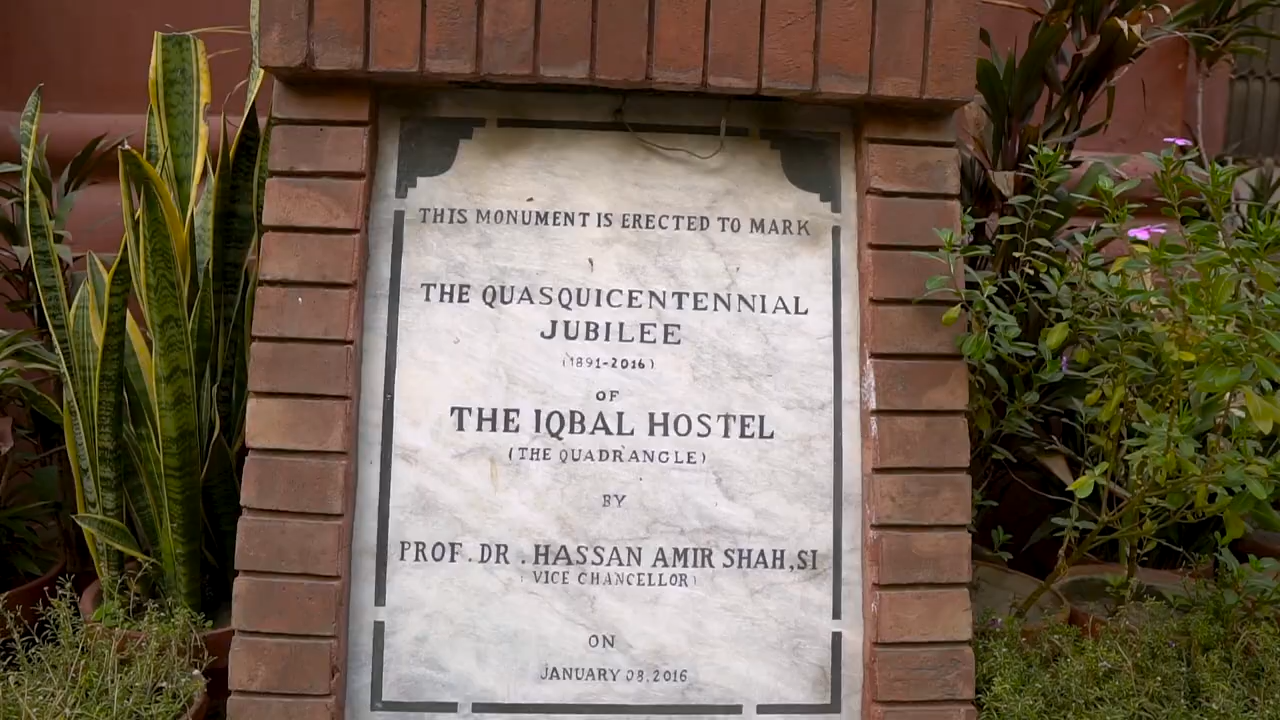 THIS MONUMENT IS ERECTED TO MARK
THE QUASQUICENTENNIAL
JUBILEE
(1891-2016)
OF
THE IQBAL HOSTEL
(THE QUADRANGLE)
BY
PROF. DR. HASSAN AMIR SHAH, SI
(VICE CHANCELLOR)
ON
JANUARY 08, 2016